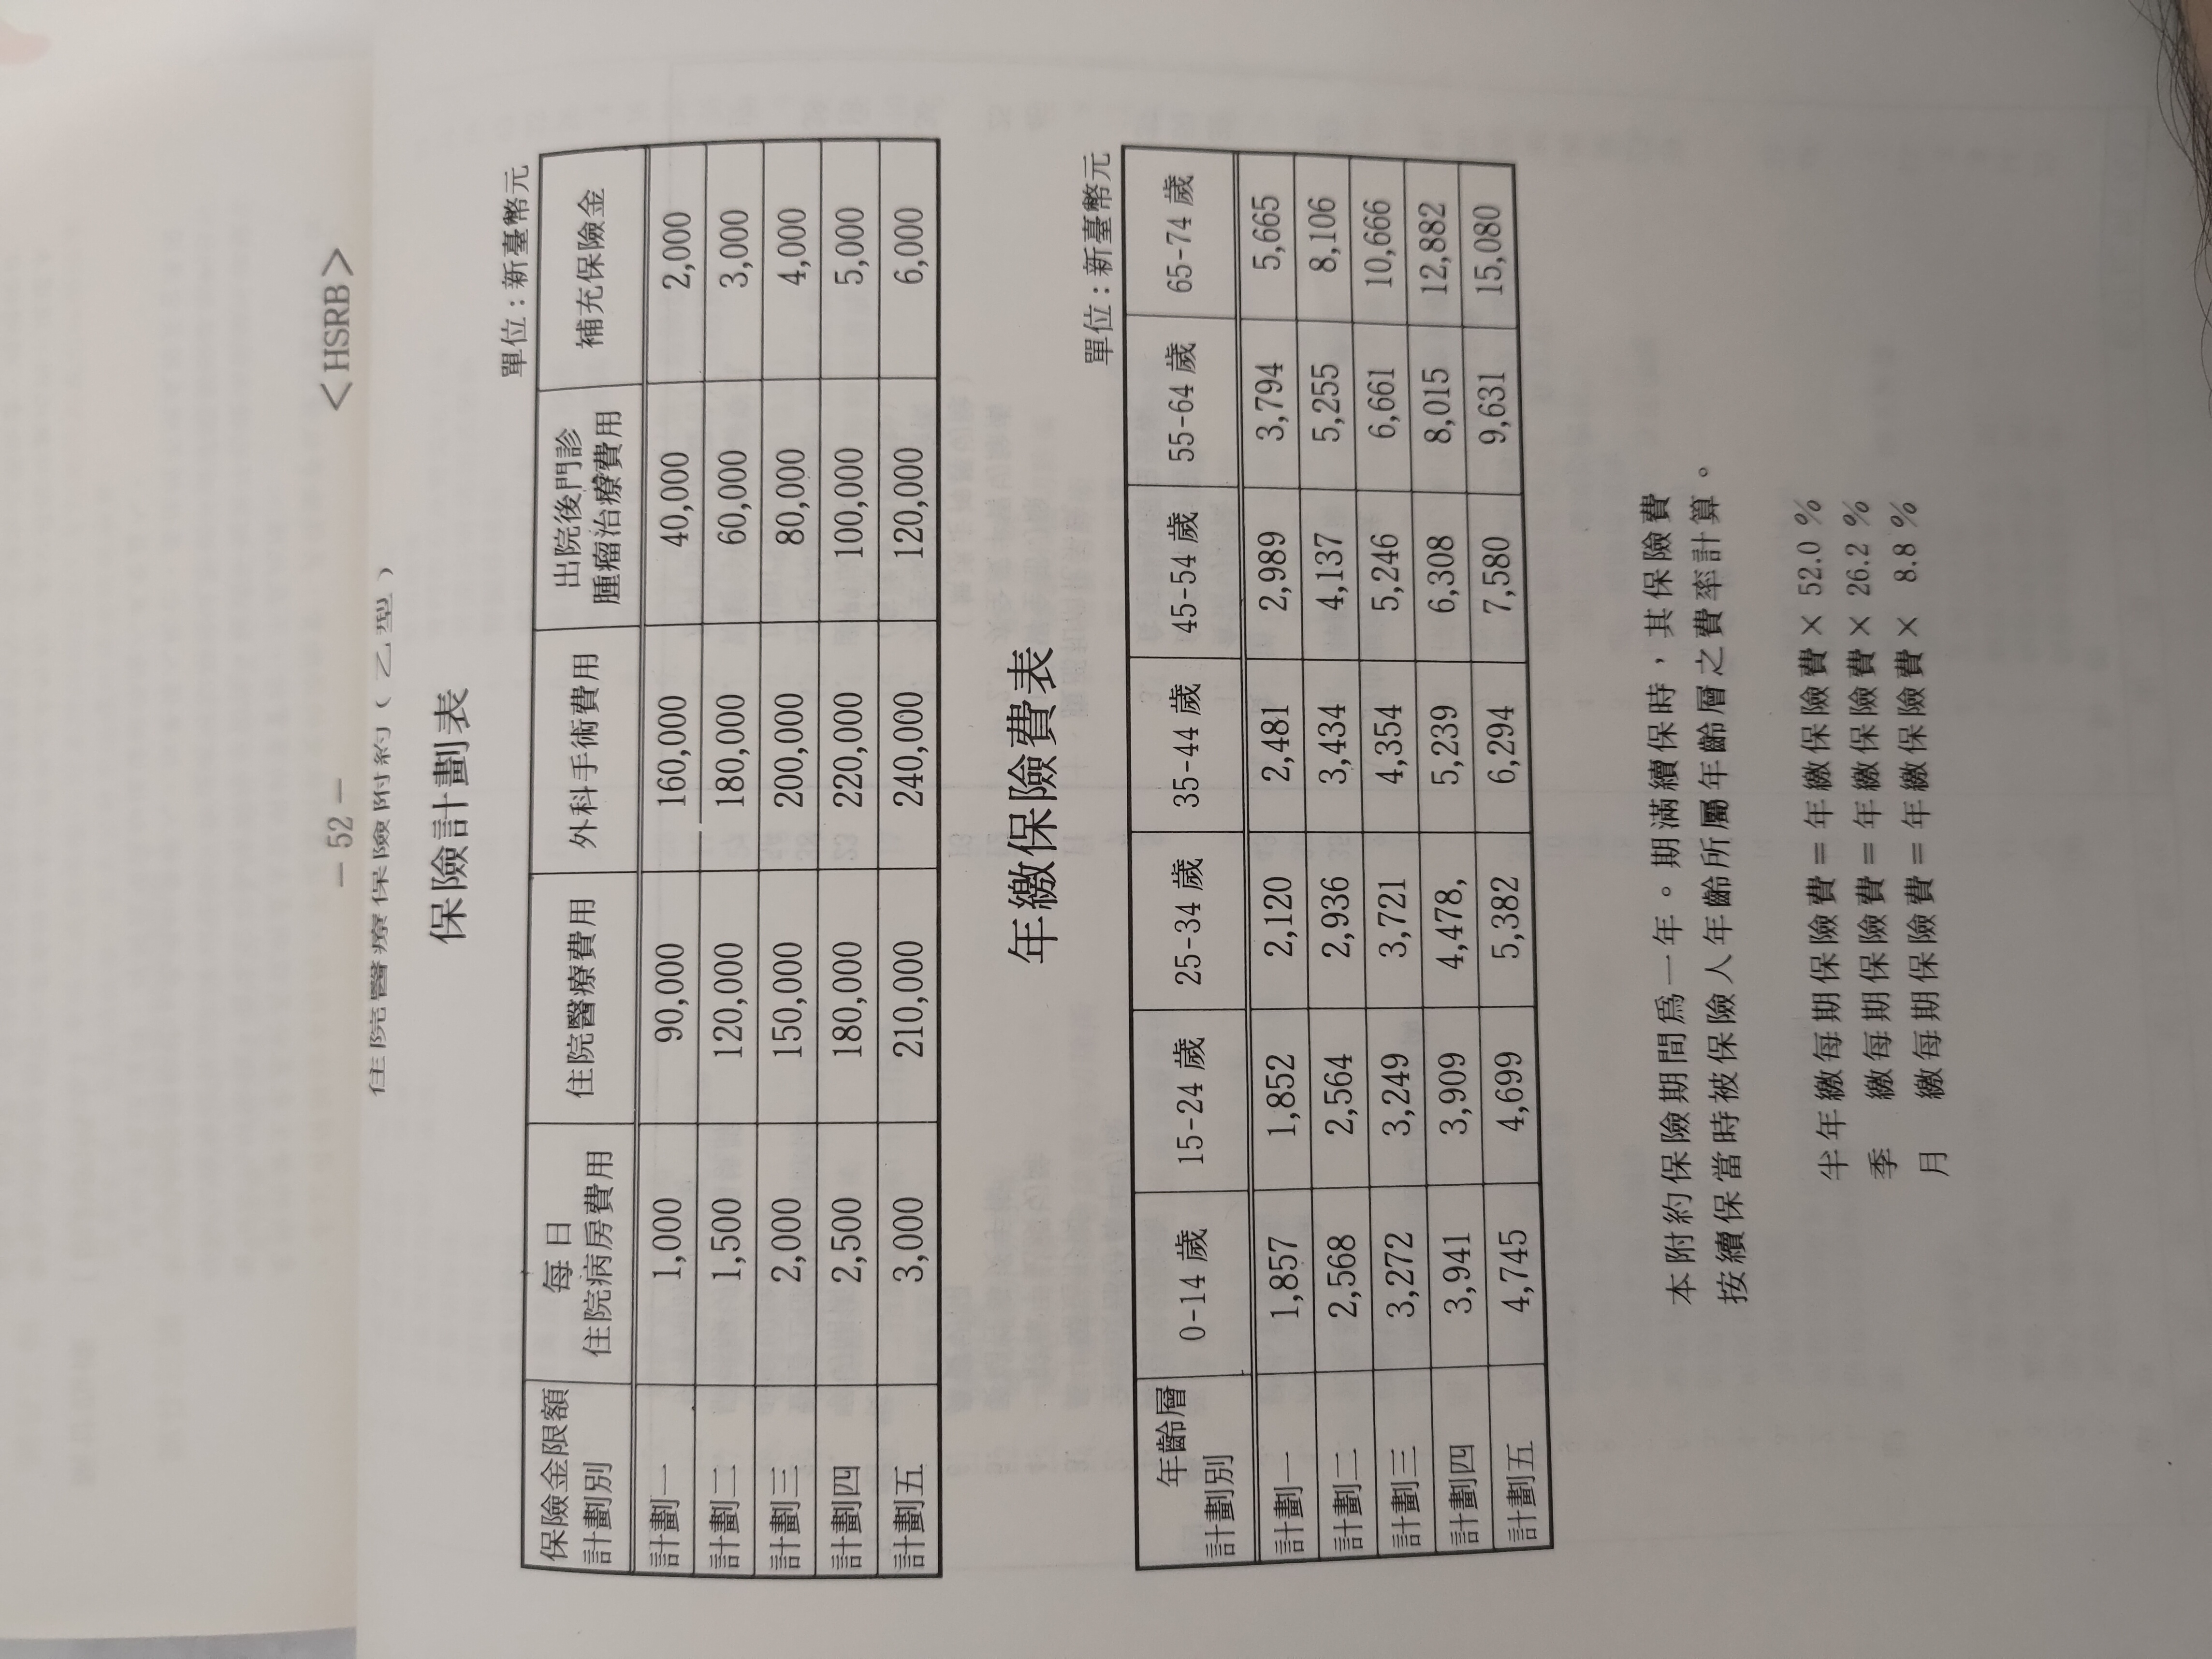 － 52 －
＜HSRB＞
住院醫療保險附約（乙型）
保險計劃表
單位：新臺幣元
保險金限額 每日 出院後門診
計劃別 住院病房費用 住院醫療費用 外科手術費用 腫瘤治療費用 補充保險金
計劃一 1,000 90,000 160,000 40,000 2,000
計劃二 1,500 120,000 180,000 60,000 3,000
計劃三 2,000 150,000 200,000 80,000 4,000
計劃四 2,500 180,000 220,000 100,000 5,000
計劃五 3,000 210,000 240,000 120,000 6,000
年繳保險費表
單位：新臺幣元
年齡層
計劃別 0-14 歲 15-24 歲 25-34 歲 35-44 歲 45-54 歲 55-64 歲 65-74 歲
計劃一 1,857 1,852 2,120 2,481 2,989 3,794 5,665
計劃二 2,568 2,564 2,936 3,434 4,137 5,255 8,106
計劃三 3,272 3,249 3,721 4,354 5,246 6,661 10,666
計劃四 3,941 3,909 4,478, 5,239 6,308 8,015 12,882
計劃五 4,745 4,699 5,382 6,294 7,580 9,631 15,080
本附約保險期間爲一年。期滿續保時，其保險費
按續保當時被保險人年齡所屬年齡層之費率計算。
半年繳每期保險費＝年繳保險費×52.0％
季 繳每期保險費＝年繳保險費×26.2％
月 繳每期保險費＝年繳保險費× 8.8％